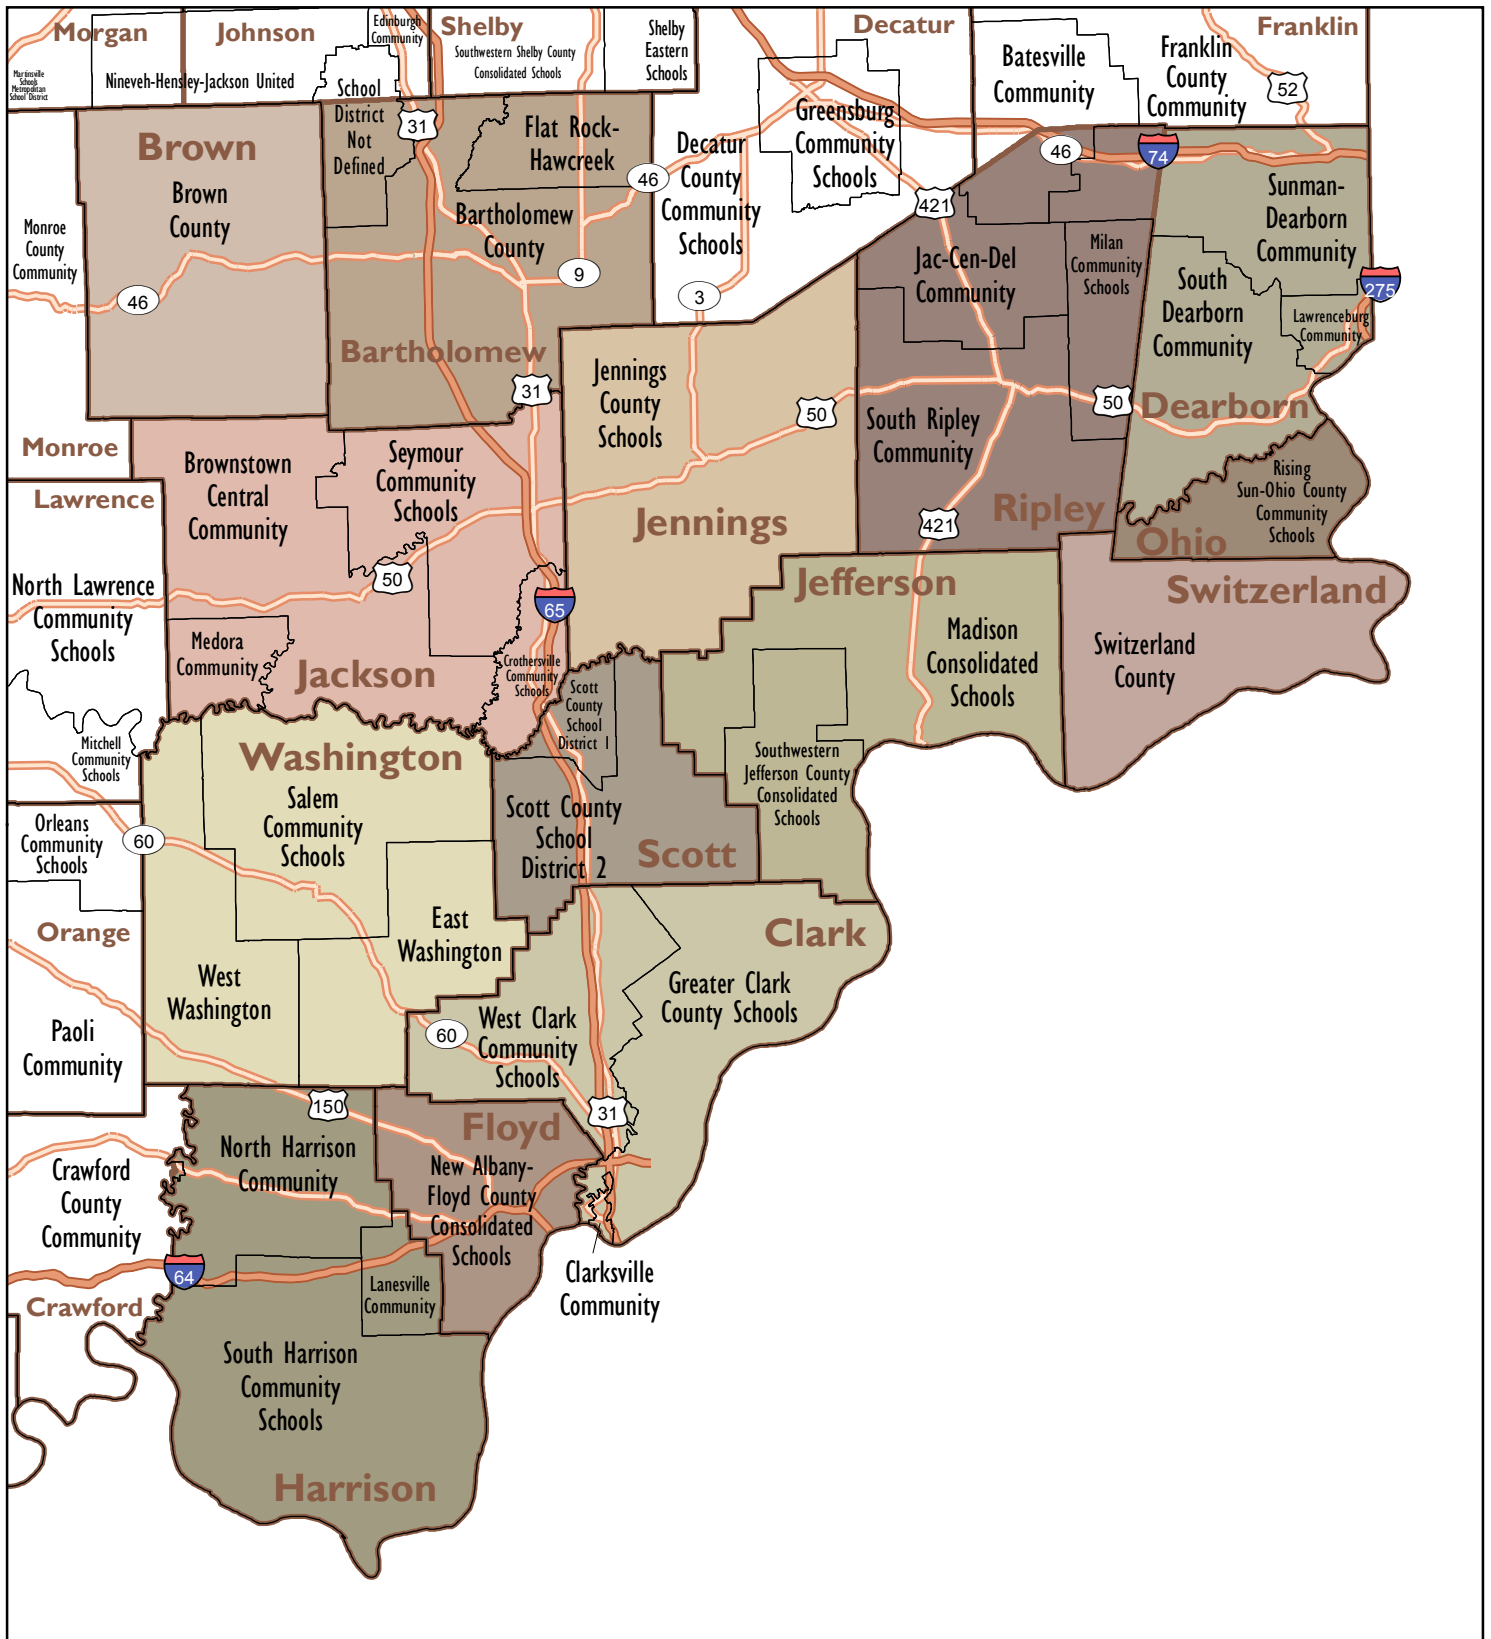 Morgan
Johnson
Edinburgh
Community
Shelby
Southwestern Shelby County
Consolidated Schools
Shelby
Eastern
Schools
Decatur
Batesville
Community
Franklin
County
Community
Franklin
52
Martinsville
Schools
Metropolitan
School District
Nineveh-Hensley-Jackson United
School
District
Not
Defined
31
Flat Rock-
Hawcreek
46
Decatur
County
Community
Schools
Greensburg
Community
Schools
46
74
421
Brown
Brown
County
Monroe
County
Community
46
Bartholomew
County
9
3
Bartholomew
31
Jac-Cen-Del
Community
Milan
Community
Schools
Sunman-
Dearborn
Community
South
Dearborn
Community
275
Lawrenceburg
Community
Jennings
County
Schools
50
50
Dearborn
South Ripley
Community
Ripley
421
Rising
Sun-Ohio County
Community
Schools
Ohio
Monroe
Lawrence
Brownstown
Central
Community
Seymour
Community
Schools
Jennings
50
65
North Lawrence
Community
Schools
Medora
Community
Jackson
Crothersville
Community
Schools
Jefferson
Madison
Consolidated
Schools
Switzerland
Switzerland
County
Scott
County
School
District 1
Mitchell
Community
Schools
Washington
Salem
Community
Schools
Southwestern
Jefferson County
Consolidated
Schools
Scott County
School
District 2
Scott
Orleans
Community
Schools
60
Orange
East
Washington
West
Washington
Clark
Greater Clark
County Schools
60
West Clark
Community
Schools
Paoli
Community
150
31
Floyd
New Albany-
Floyd County
Consolidated
Schools
North Harrison
Community
Crawford
County
Community
64
Crawford
Lanesville
Community
Clarksville
Community
South Harrison
Community
Schools
Harrison